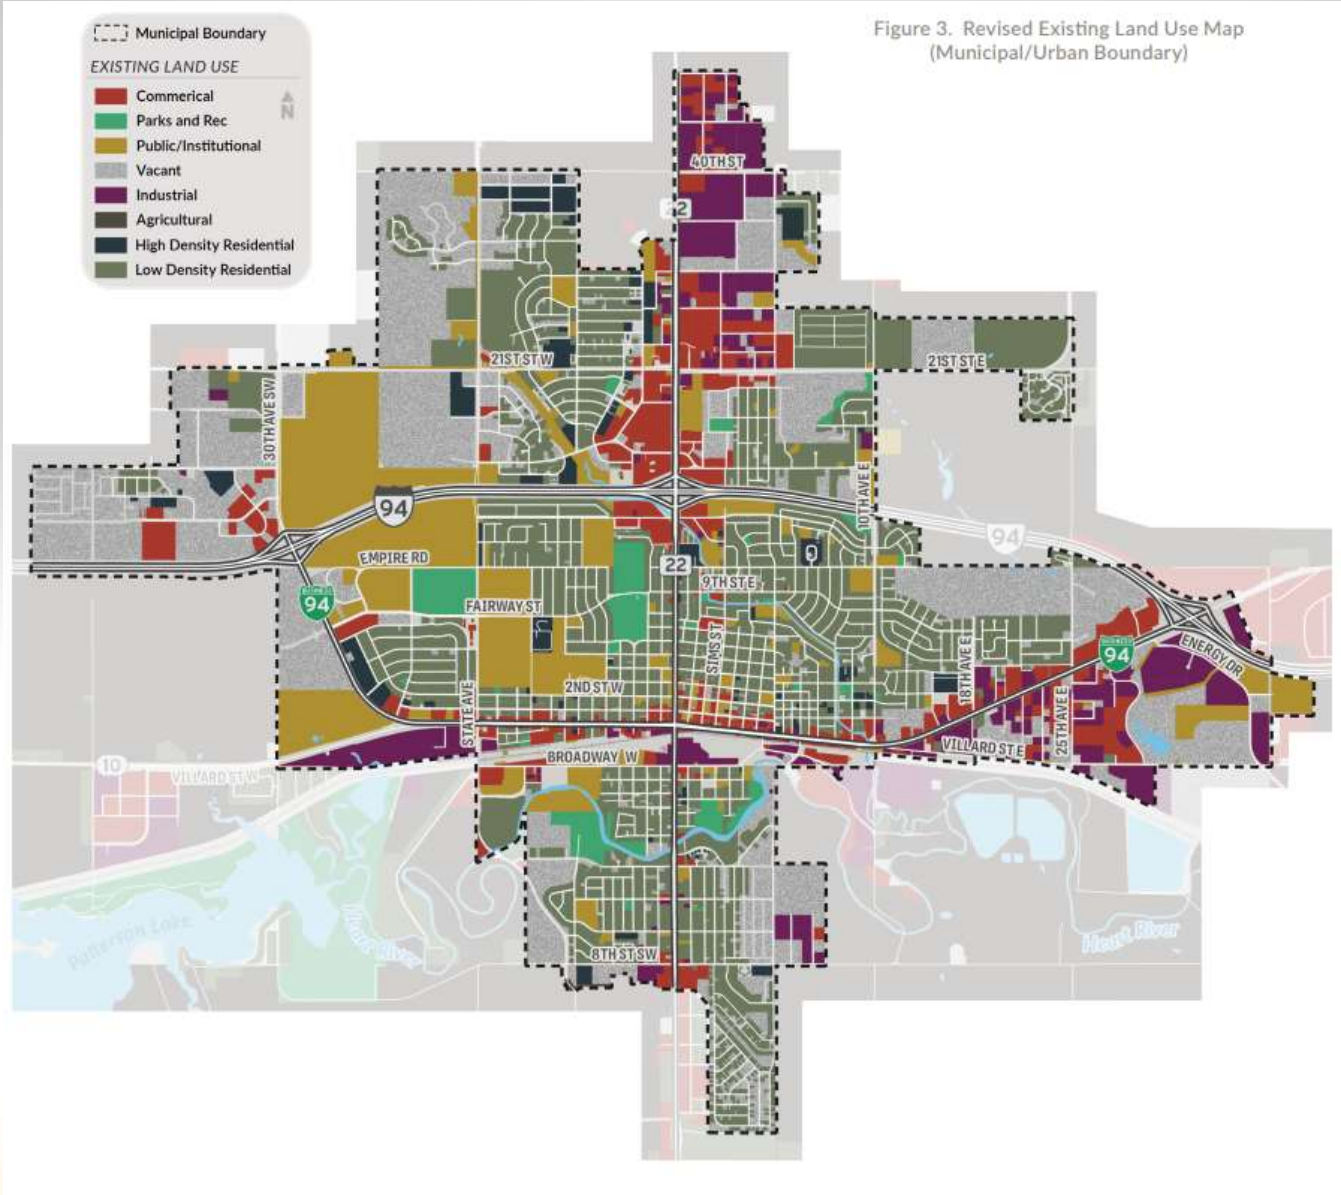 Figure 3. Revised Existing Land Use Map
(Municipal/Urban Boundary)
Municipal Boundary
EXISTING LAND USE
Commerical
N
Parks and Rec
Public/Institutional
Vacant
Industrial
Agricultural
High Density Residential
Low Density Residential
40TH ST
22
21ST ST W
21ST ST E
30TH AVE SW
10TH AVE E
94
94
EMPIRE RD
22
9TH ST E
BUSINESS
94
FAIRWAY ST
SIMS ST
18TH AVE E
BUSINESS
94
ENERGY DR
2ND ST W
STATE AVE
25TH AVE E
VILLARD ST E
BROADWAY W
10
VILLARD ST W
Patterson Lake
Heart River
Heart River
8TH ST SW